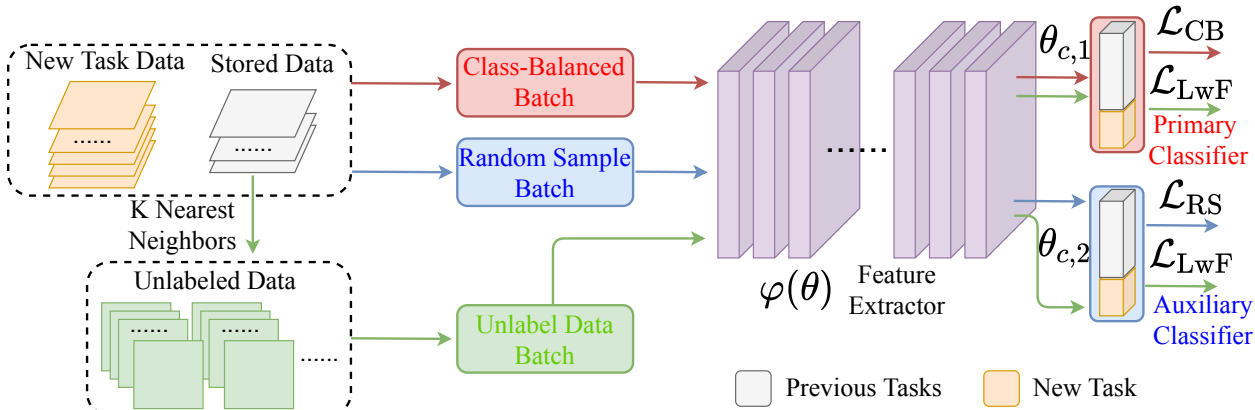 New Task Data
Stored Data
......
......
K Nearest
Neighbors
Unlabeled Data
......
......
......
Class-Balanced
Batch
Random Sample
Batch
Unlabel Data
Batch
......
φ(θ)
Feature
Extractor
θc,1
θc,2
ℒCB
ℒLwF
Primary
Classifier
ℒRS
ℒLwF
Auxiliary
Classifier
Previous Tasks
New Task